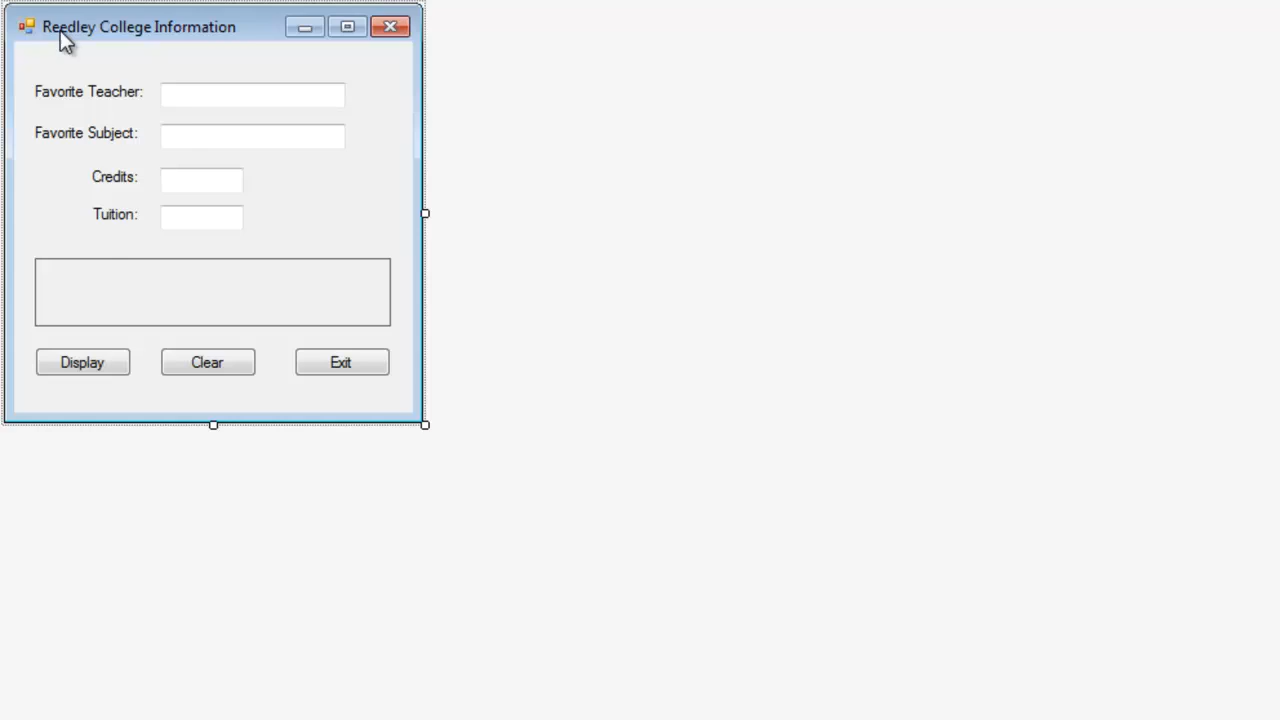 Reedley College Information
Favorite Teacher:
Favorite Subject:
Credits:
Tuition:
Display Clear Exit